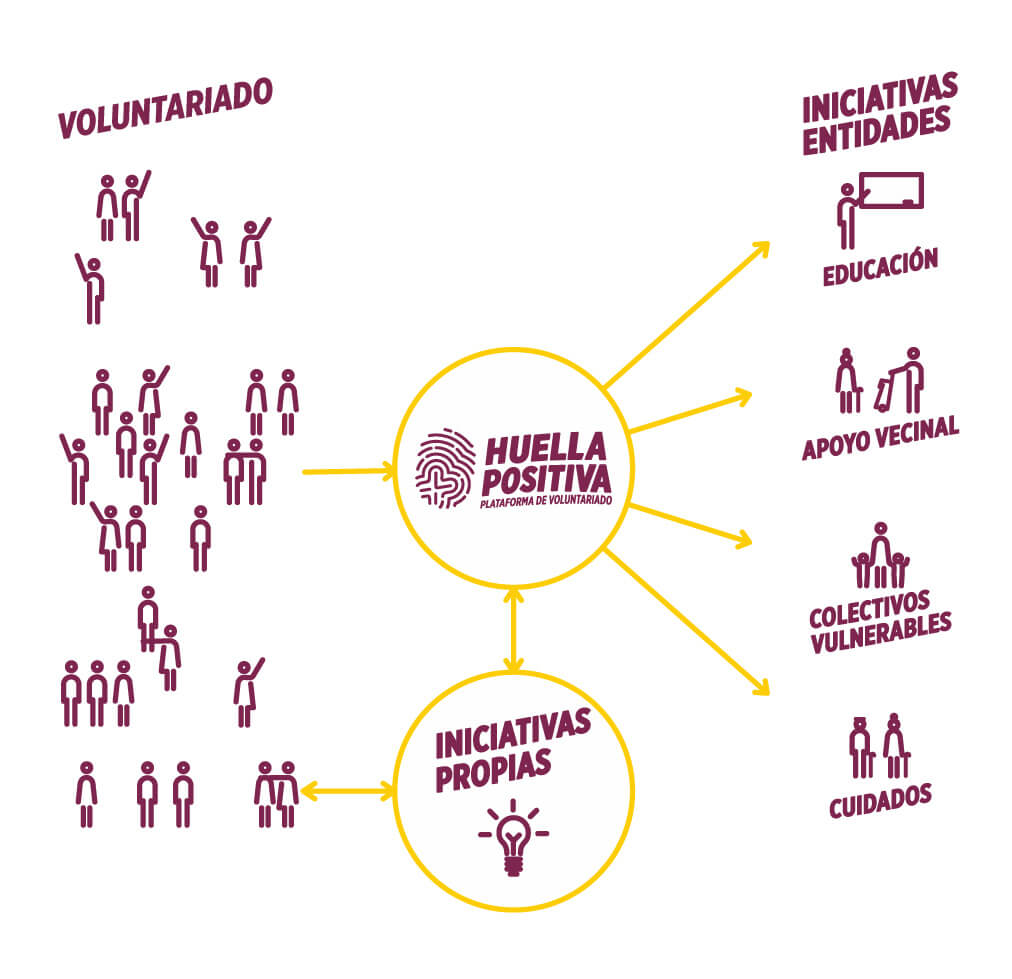 VOLUNTARIADO
INICIATIVAS
ENTIDADES
EDUCACIÓN
APOYO VECINAL
HUELLA
POSITIVA
PLATAFORMA DE VOLUNTARIADO
COLECTIVOS
VULNERABLES
INICIATIVAS
PROPIAS
CUIDADOS